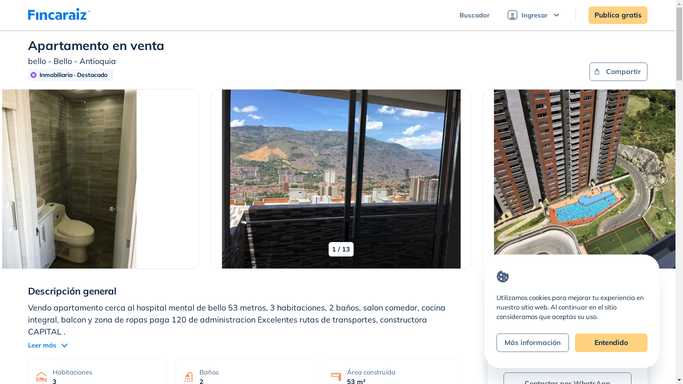 Fincaraiz
Buscador
Ingresar
Publica gratis
Apartamento en venta
bello - Bello - Antioquia
Inmobiliaria · Destacado
Compartir
1 / 13
Descripción general
Vendo apartamento cerca al hospital mental de bello 53 metros, 3 habitaciones, 2 baños, salon comedar, cocina
integral, balcon y zona de ropas paga 120 de administracion Excelentes rutas de transportes, constructora
CAPITAL .
Leer más
Habitaciones
3
Baños
2
Área construida
53 m²
Utilizamos cookies para mejorar tu experiencia en
nuestro sitio web. Al continuar en el sitio
consideramos que aceptas su uso.
Más información
Entendido
Contactar por WhatsApp